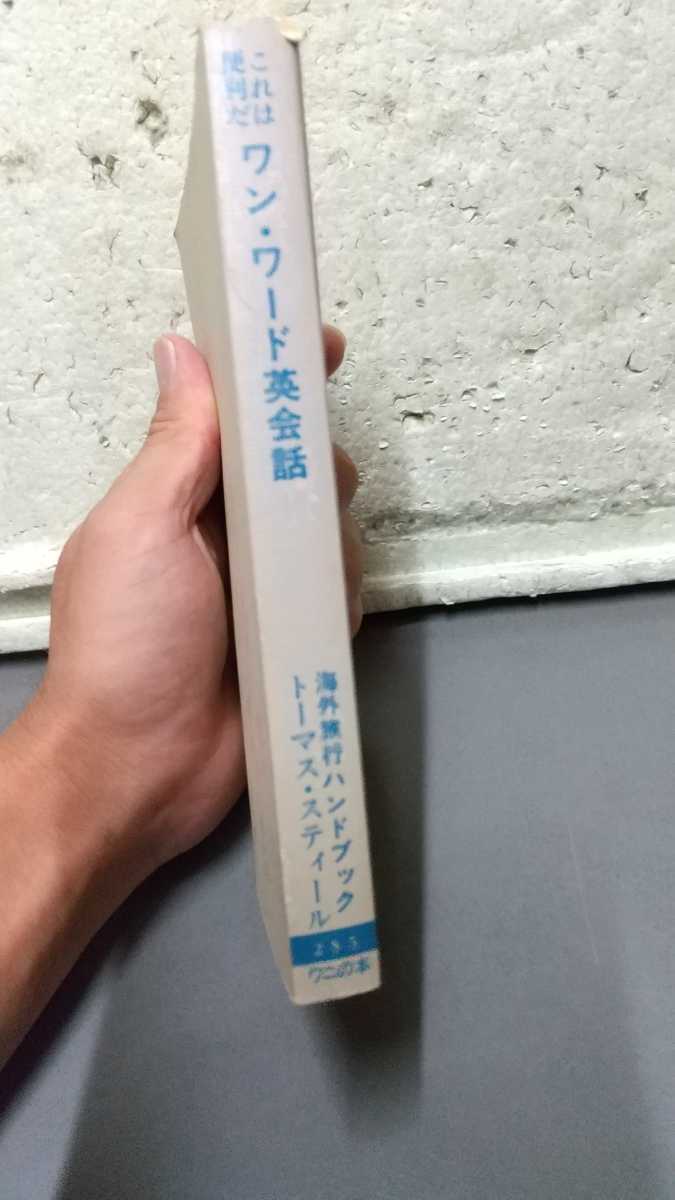 これは
便利だ
ワン・ワード英会話
海外旅行ハンドブック
トーマス・スティール
285
ワニの本